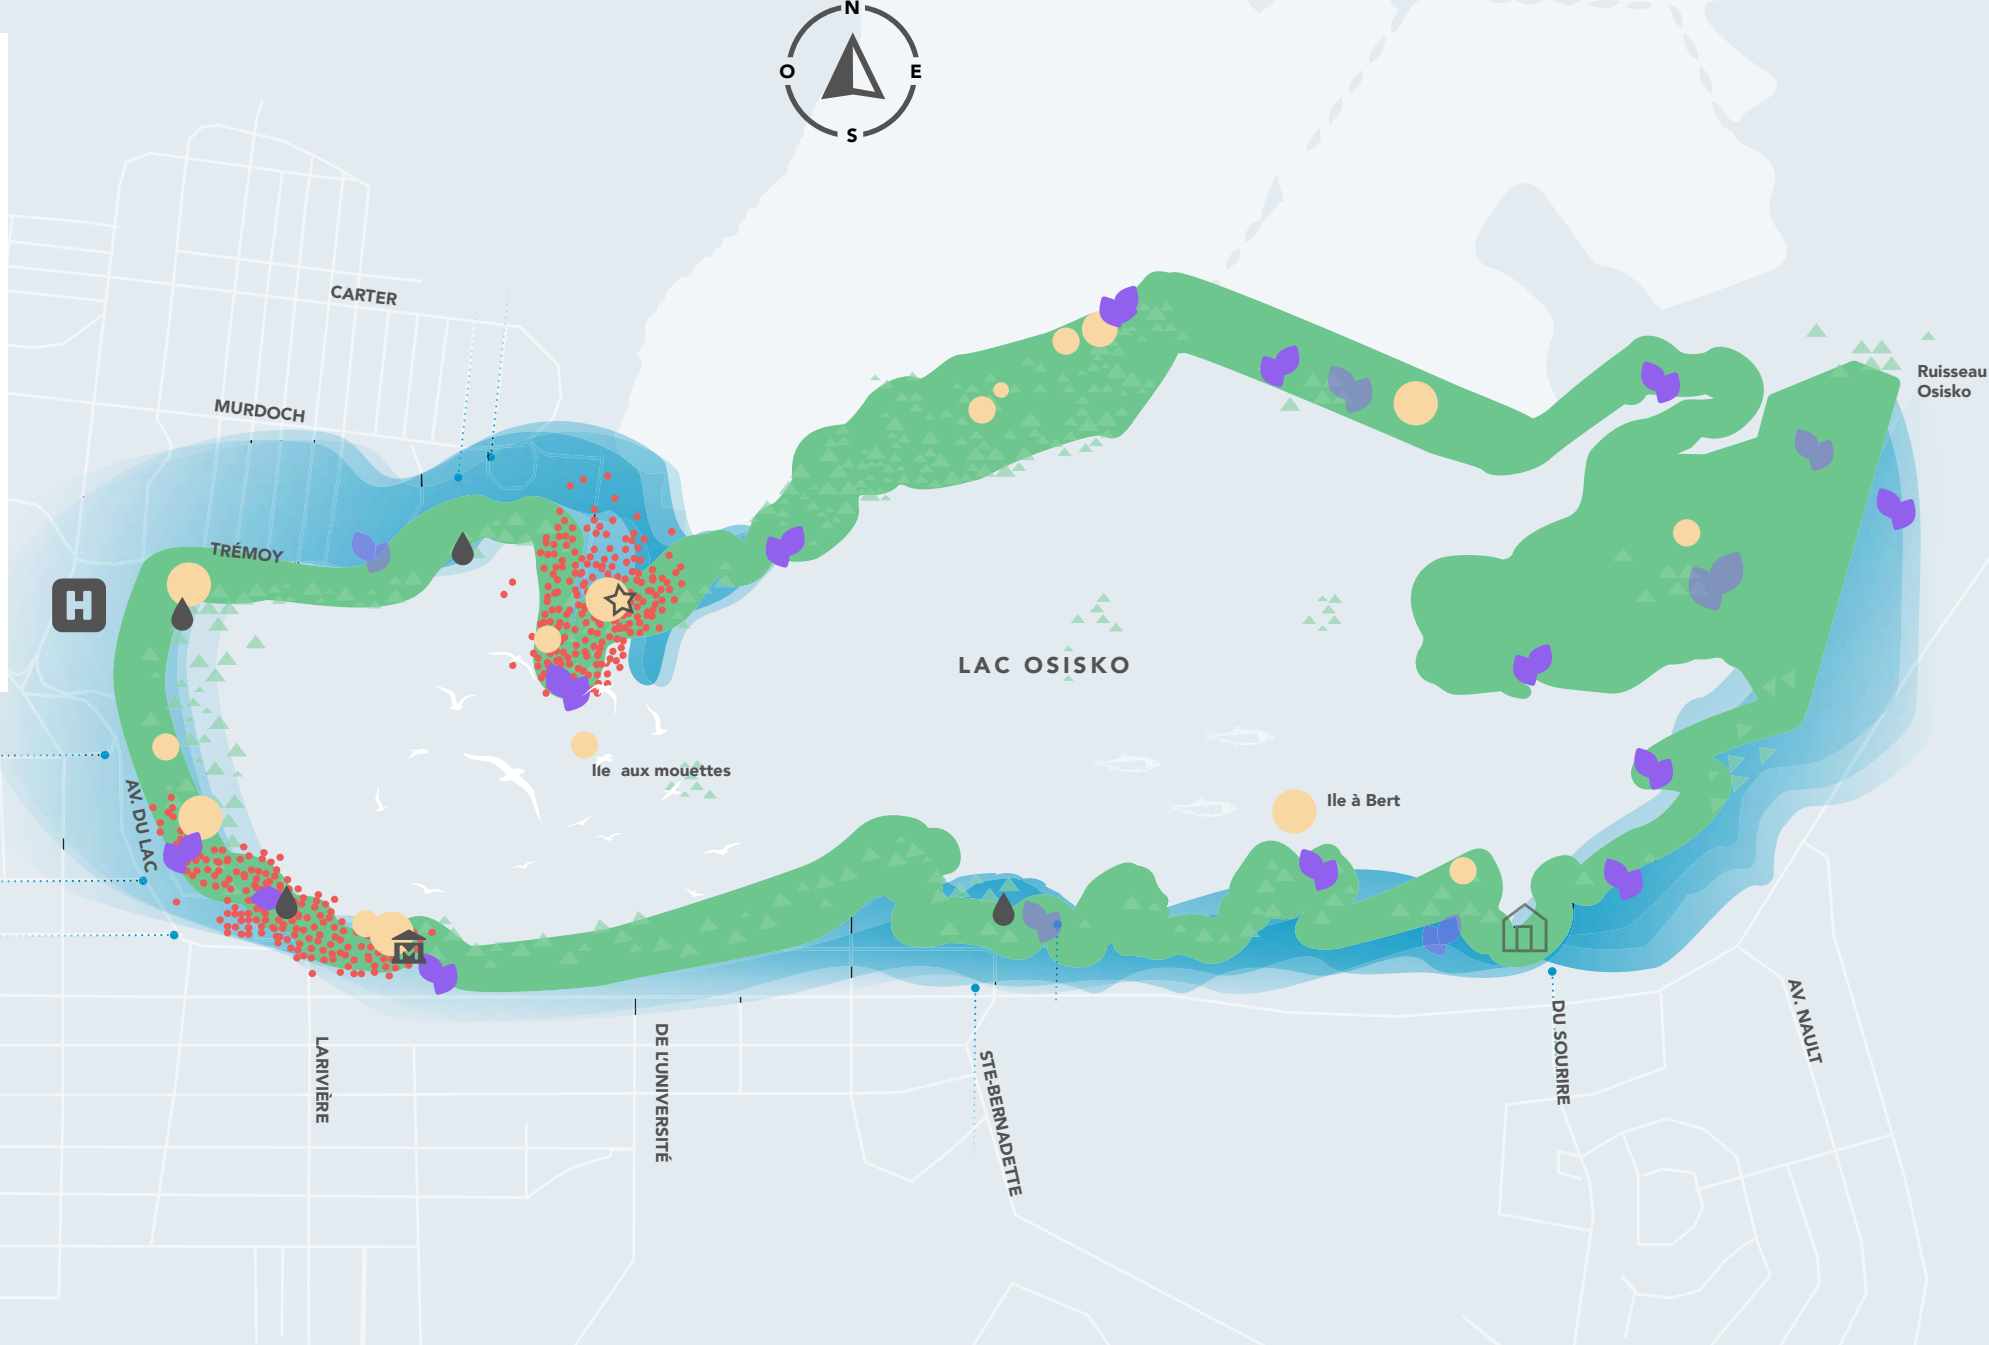 N
O
E
S
CARTER
MURDOCH
Ruisseau
Osisko
TRÉMOY
H
LAC OSISKO
Ile aux mouettes
Ile à Bert
AV. DU LAC
M
LARIVIÈRE
DE L'UNIVERSITÉ
STE-BERNADETTE
DU SOURIRE
AV. NAULT